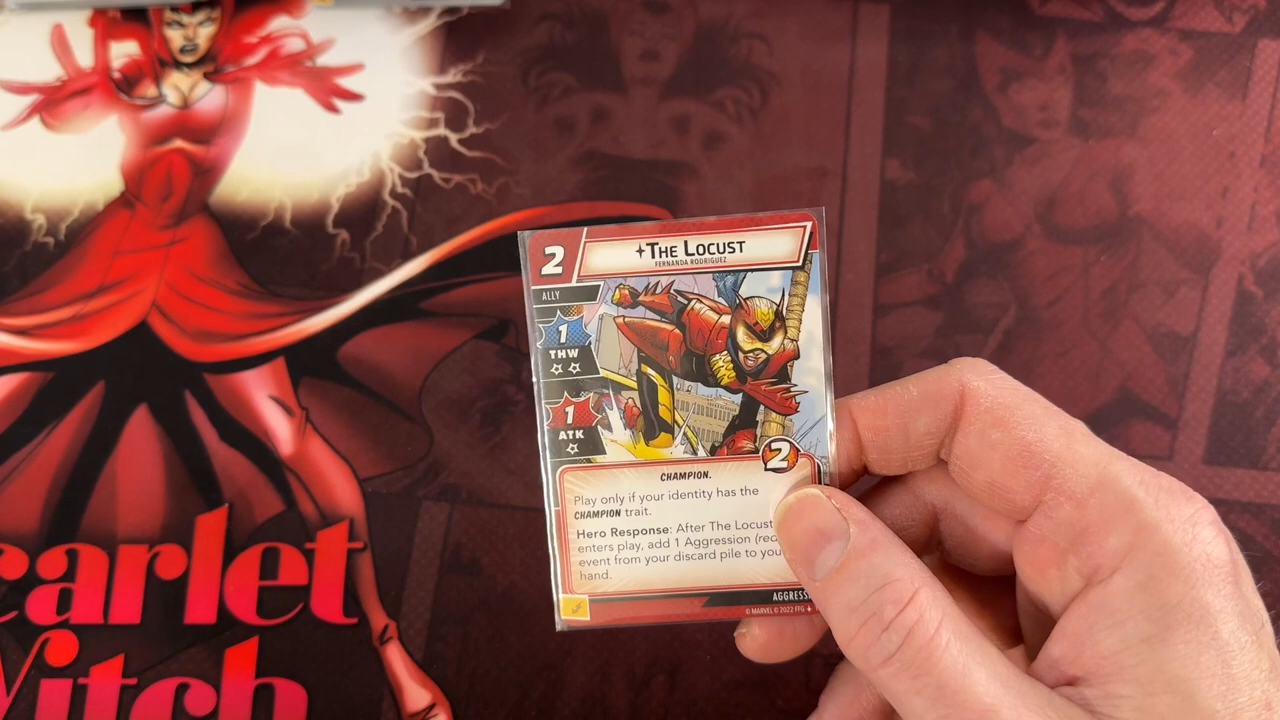 2
THE LOCUST
FERNANDA RODRIGUEZ
ALLY
1
THW
1
ATK
2
CHAMPION.
Play only if your identity has the
CHAMPION trait.
Hero Response: After The Locust
enters play, add 1 Aggression (red
event from your discard pile to you
hand.
AGGRESS
© MARVEL © 2022 FFG
carlet
Witch